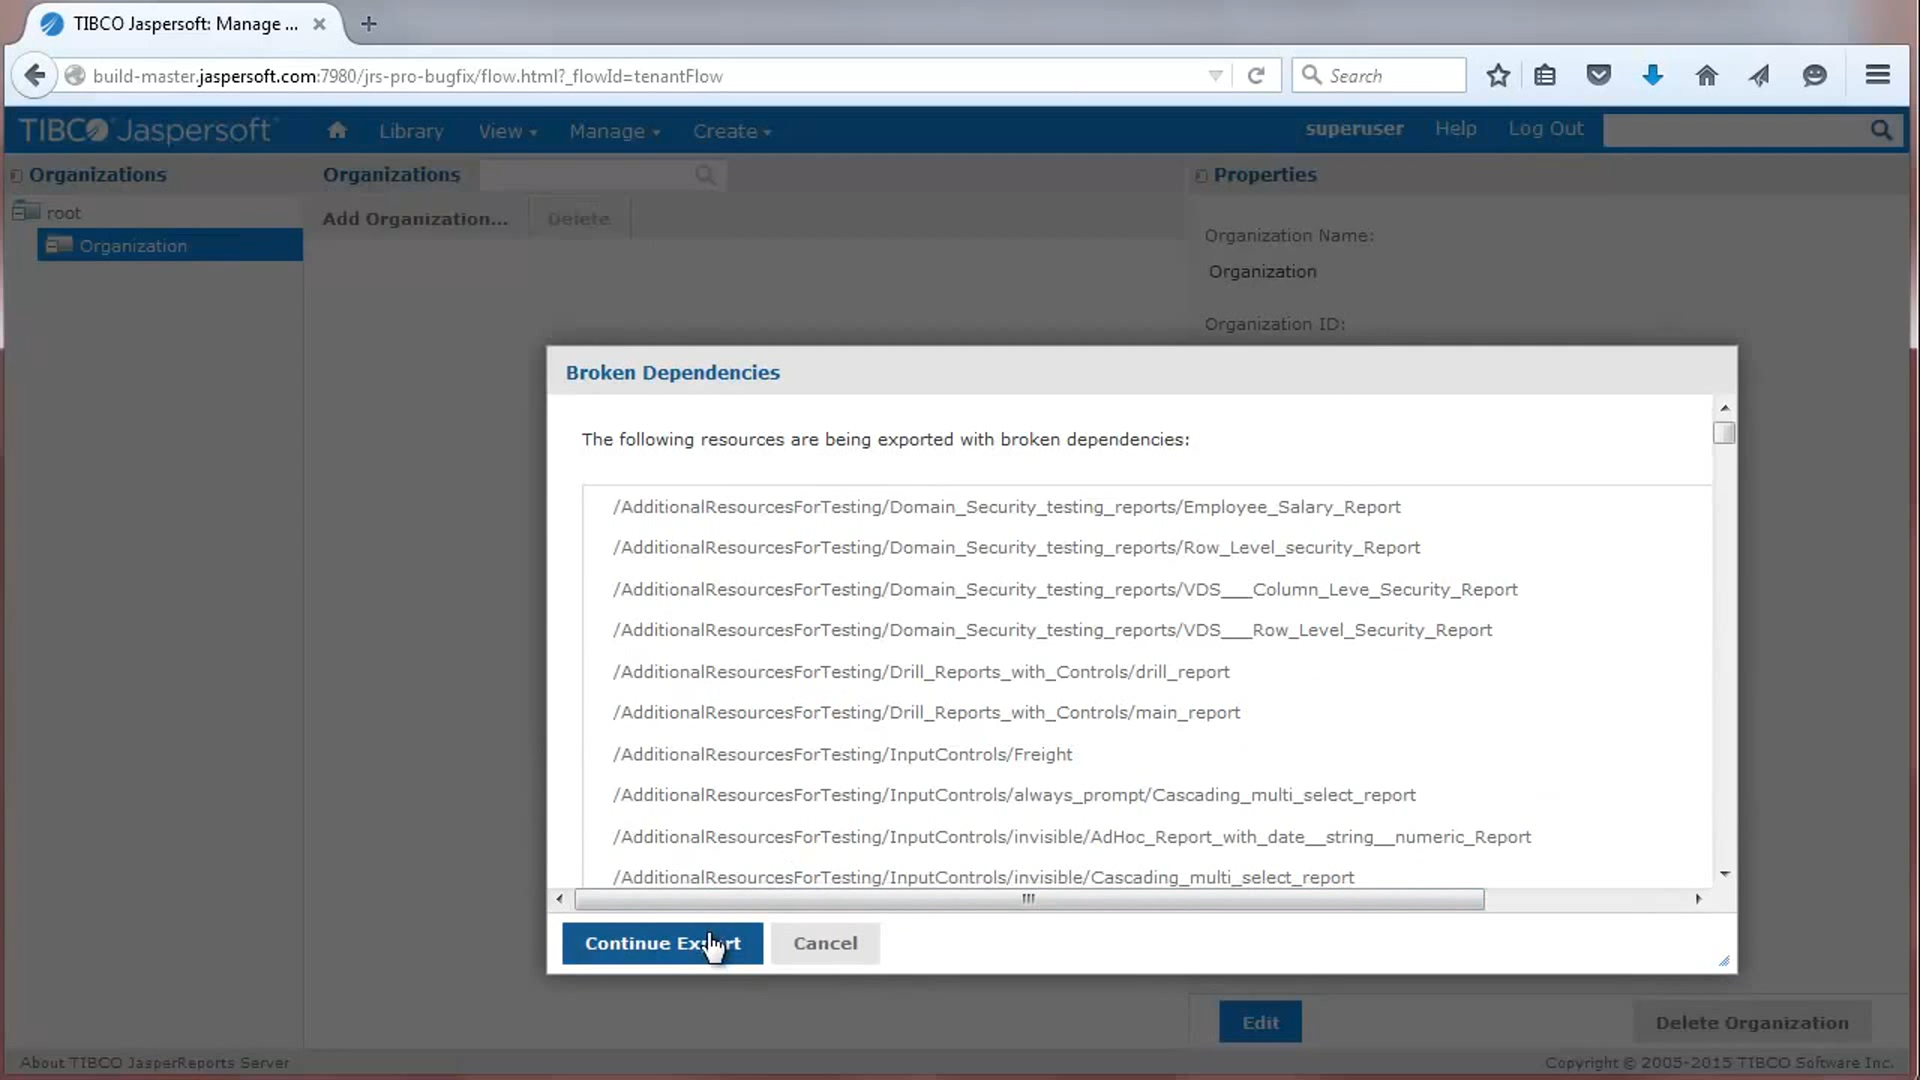 TIBCO Jaspersoft: Manage ...
build-master.jaspersoft.com:7980/jrs-pro-bugfix/flow.html?_flowId=tenantFlow
Search
TIBCO Jaspersoft
Library
View
Manage
Create
superuser
Help
Log Out
Organizations
Organizations
Properties
root
Organization
Add Organization...
Delete
Organization Name:
Organization
Organization ID:
Broken Dependencies
The following resources are being exported with broken dependencies:
/AdditionalResourcesForTesting/Domain_Security_testing_reports/Employee_Salary_Report
/AdditionalResourcesForTesting/Domain_Security_testing_reports/Row_Level_security_Report
/AdditionalResourcesForTesting/Domain_Security_testing_reports/VDS___Column_Leve_Security_Report
/AdditionalResourcesForTesting/Domain_Security_testing_reports/VDS___Row_Level_Security_Report
/AdditionalResourcesForTesting/Drill_Reports_with_Controls/drill_report
/AdditionalResourcesForTesting/Drill_Reports_with_Controls/main_report
/AdditionalResourcesForTesting/InputControls/Freight
/AdditionalResourcesForTesting/InputControls/always_prompt/Cascading_multi_select_report
/AdditionalResourcesForTesting/InputControls/invisible/AdHoc_Report_with_date__string__numeric_Report
/AdditionalResourcesForTesting/InputControls/invisible/Cascading_multi_select_report
Continue Export
Cancel
Edit
Delete Organization
About TIBCO JasperReports Server
Copyright © 2005-2015 TIBCO Software Inc.